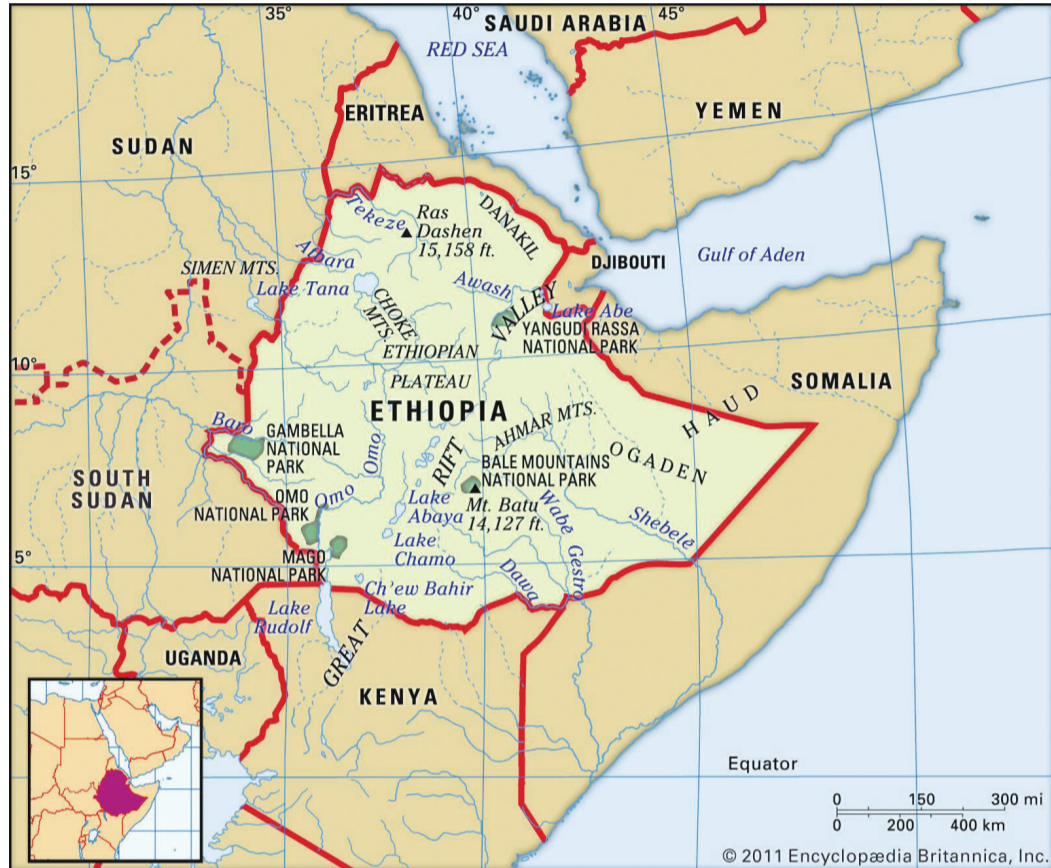 35°
40°
SAUDI ARABIA
45°
RED SEA
ERITREA
YEMEN
SUDAN
15°
Tekeze
Ras
Dashen
15,158 ft.
DANAKIL
Atbara
SIMEN MTS.
Lake Tana
DJIBOUTI
Gulf of Aden
Awash
CHOKE
MTS.
Lake Abe
YANGUDI RASSA
NATIONAL PARK
ETHIOPIAN
PLATEAU
10°
SOMALIA
HAUD
ETHIOPIA
AHMAR MTS.
OGADEN
Baro
GAMBELLA
NATIONAL
PARK
Omo
GREAT
RIFT
VALLEY
BALE MOUNTAINS
NATIONAL PARK
Mt. Batu
14,127 ft.
SOUTH
SUDAN
OMO
NATIONAL PARK
Omo
Lake
Abaya
Wabē
Gestro
Shebelē
Lake
Chamo
Dawa
5°
MAGO
NATIONAL PARK
Ch'ew Bahir
Lake
Lake
Rudolf
UGANDA
KENYA
Equator
0 150 300 mi
0 200 400 km
© 2011 Encyclopædia Britannica, Inc.